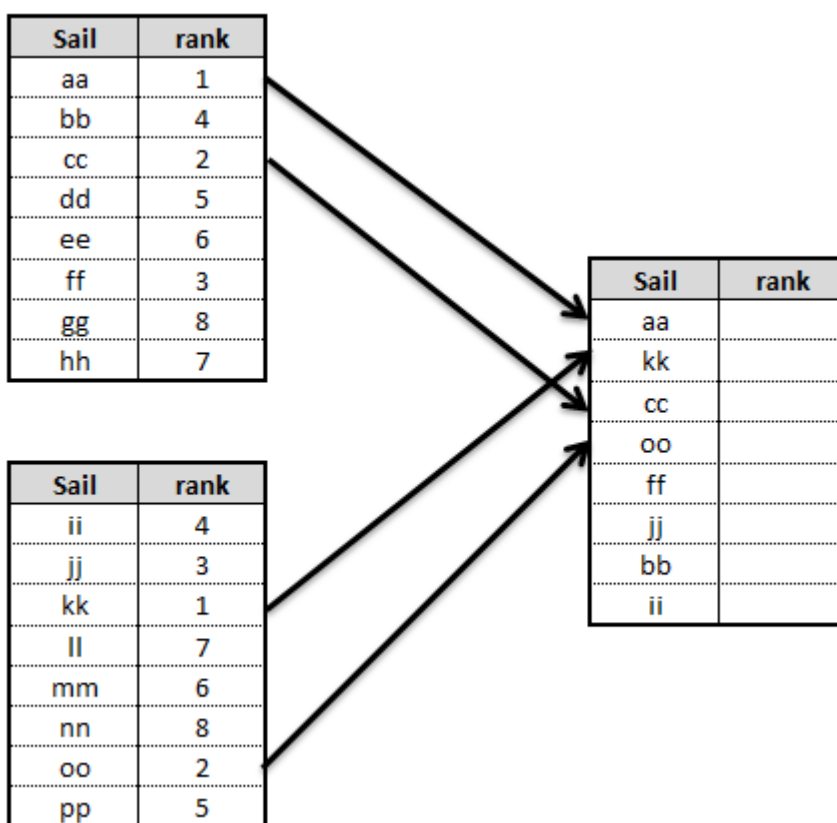 Sail rank
aa 1
bb 4
cc 2
dd 5
ee 6
ff 3
gg 8
hh 7
Sail rank
ii 4
jj 3
kk 1
ll 7
mm 6
nn 8
oo 2
pp 5
Sail rank
aa
kk
cc
oo
ff
jj
bb
ii